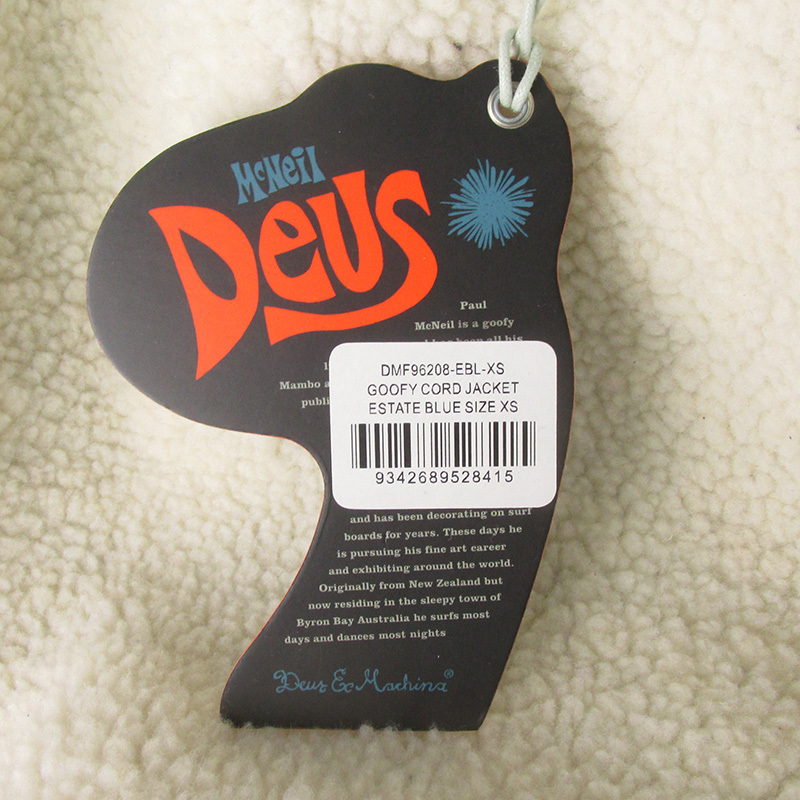 McNeil
Deus
Paul
McNeil is a goofy
been all his
Mambo
DMF96208-EBL-XS
GOOFY CORD JACKET
ESTATE BLUE SIZE XS
9342689528415
and has been decorating on surf
boards for years. These days he
is pursuing his fine art career
and exhibiting around the world.
Originally from New Zealand but
now residing in the sleepy town of
Byron Bay Australia he surfs most
days and dances most nights
Deus Ex Machina®